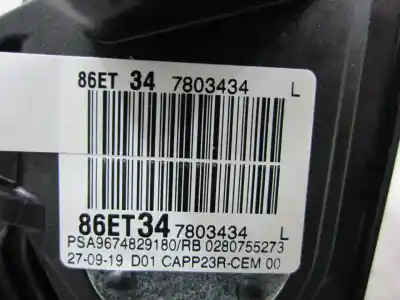 86ET 34 7803434 L
86ET34 7803434 L
PSA9674829180/RB 0280755273
27-09-19 D01 CAPP23R-CEM 00